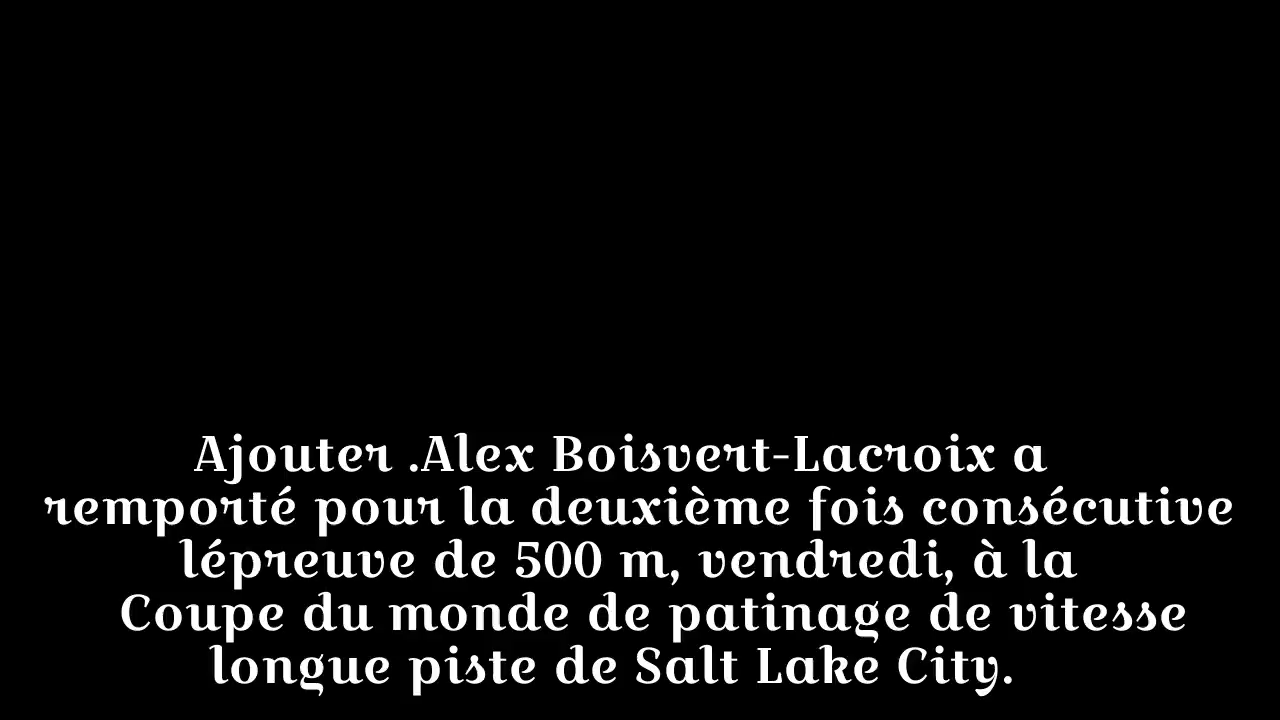 Ajouter .Alex Boisvert-Lacroix a
remporté pour la deuxième fois consécutive
lépreuve de 500 m, vendredi, à la
Coupe du monde de patinage de vitesse
longue piste de Salt Lake City.